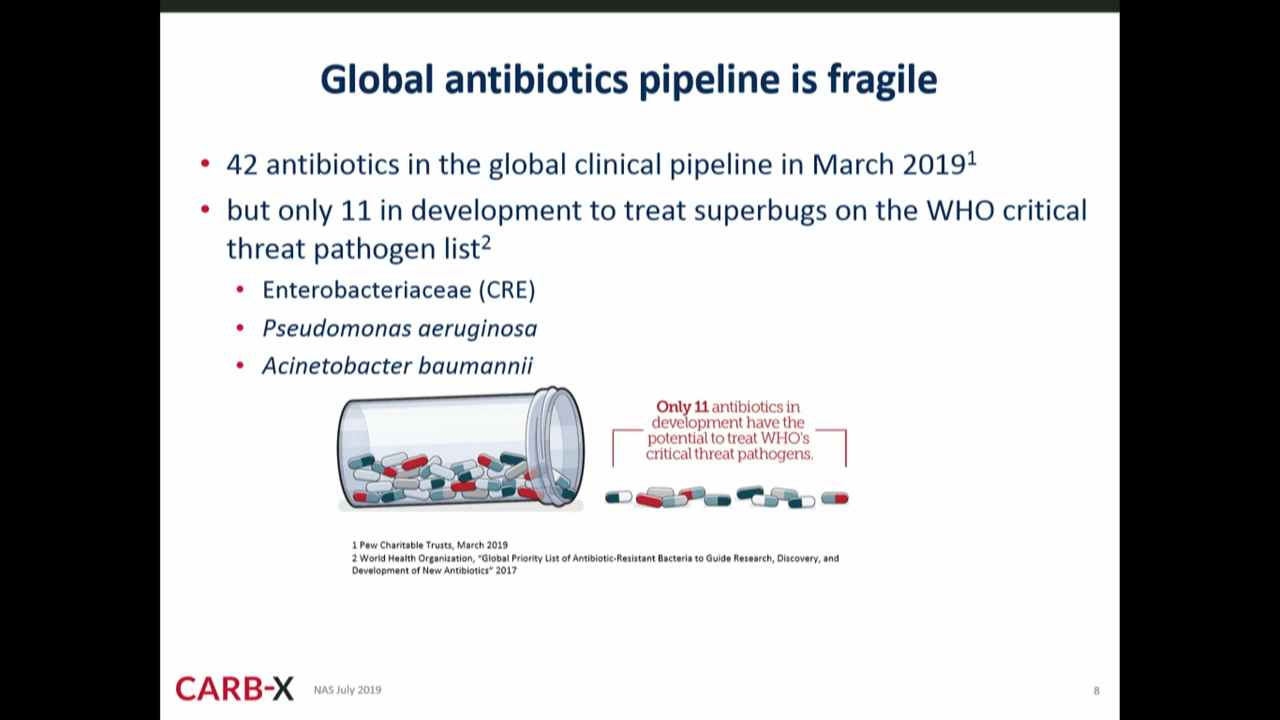 Global antibiotics pipeline is fragile
• 42 antibiotics in the global clinical pipeline in March 2019¹
• but only 11 in development to treat superbugs on the WHO critical
threat pathogen list²
• Enterobacteriaceae (CRE)
• Pseudomonas aeruginosa
• Acinetobacter baumannii
Only 11 antibiotics in
development have the
potential to treat WHO's
critical threat pathogens.
1 Pew Charitable Trusts, March 2019
2 World Health Organization, "Global Priority List of Antibiotic-Resistant Bacteria to Guide Research, Discovery, and
Development of New Antibiotics" 2017
CARB-X NAS July 2019 8